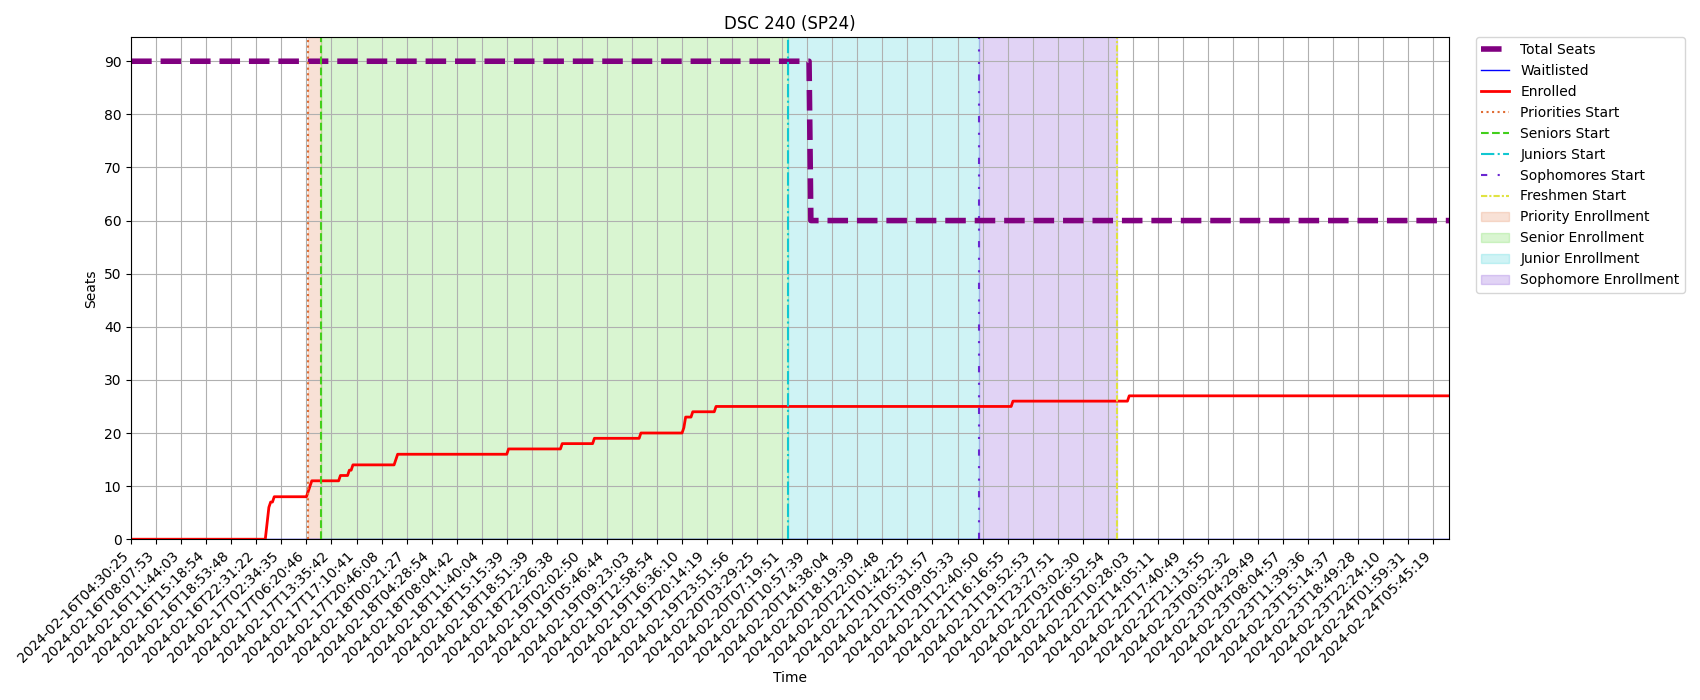 DSC 240 (SP24)
Total Seats
Waitlisted
Enrolled
Priorities Start
Seniors Start
Juniors Start
Sophomores Start
Freshmen Start
Priority Enrollment
Senior Enrollment
Junior Enrollment
Sophomore Enrollment
Seats
90
80
70
60
50
40
30
20
10
0
2024-02-16T04:30:25
2024-02-16T08:07:53
2024-02-16T11:44:03
2024-02-16T15:18:54
2024-02-16T18:53:48
2024-02-16T22:31:22
2024-02-17T02:34:35
2024-02-17T06:20:46
2024-02-17T13:35:42
2024-02-17T17:10:41
2024-02-17T20:46:08
2024-02-18T00:21:27
2024-02-18T04:28:54
2024-02-18T08:04:42
2024-02-18T11:40:04
2024-02-18T15:15:39
2024-02-18T18:51:39
2024-02-18T22:26:38
2024-02-19T02:02:50
2024-02-19T05:46:44
2024-02-19T09:23:03
2024-02-19T12:58:54
2024-02-19T16:36:10
2024-02-19T20:14:19
2024-02-19T23:51:56
2024-02-20T03:29:25
2024-02-20T07:19:51
2024-02-20T10:57:39
2024-02-20T14:38:04
2024-02-20T18:19:39
2024-02-20T22:01:48
2024-02-21T01:42:25
2024-02-21T05:31:57
2024-02-21T09:05:33
2024-02-21T12:40:50
2024-02-21T16:16:55
2024-02-21T19:52:53
2024-02-21T23:27:51
2024-02-22T03:02:30
2024-02-22T06:52:54
2024-02-22T10:28:03
2024-02-22T14:05:11
2024-02-22T17:40:49
2024-02-22T21:13:55
2024-02-23T00:52:32
2024-02-23T04:29:49
2024-02-23T08:04:57
2024-02-23T11:39:36
2024-02-23T15:14:37
2024-02-23T18:49:28
2024-02-23T22:24:10
2024-02-24T01:59:31
2024-02-24T05:45:19
Time